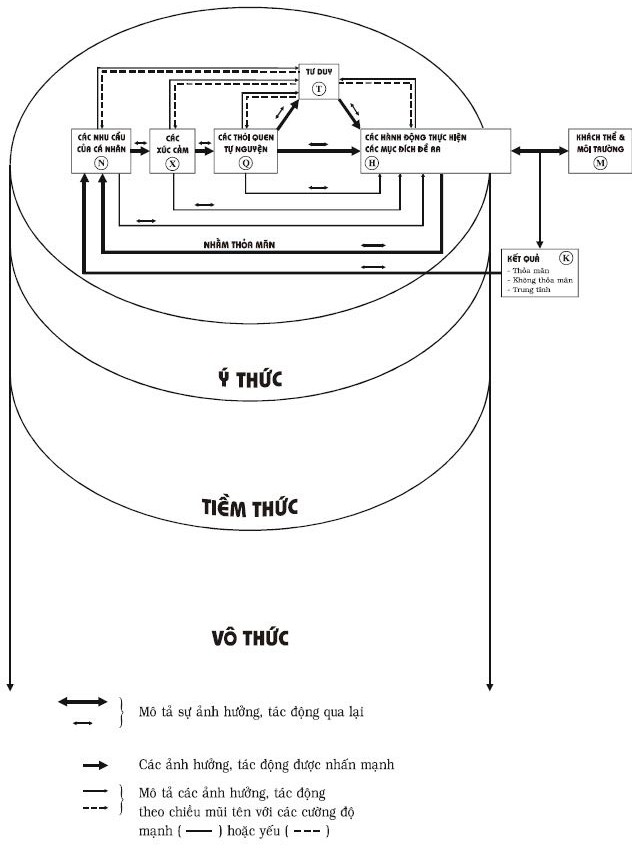 TƯ DUY
T
CÁC NHU CẦU
CỦA CÁ NHÂN
N
CÁC
XÚC CẢM
X
CÁC THÓI QUEN
TỰ NGUYỆN
Q
CÁC HÀNH ĐỘNG THỰC HIỆN
CÁC MỤC ĐÍCH ĐỀ RA
H
KHÁCH THỂ &
MÔI TRƯỜNG
M
NHẰM THỎA MÃN
KẾT QUẢ
K
- Thỏa mãn
- Không thỏa mãn
- Trung tính
Ý THỨC
TIỀM THỨC
VÔ THỨC
Mô tả sự ảnh hưởng, tác động qua lại
Các ảnh hưởng, tác động được nhấn mạnh
Mô tả các ảnh hưởng, tác động
theo chiều mũi tên với các cường độ
mạnh ( —— ) hoặc yếu ( --- )